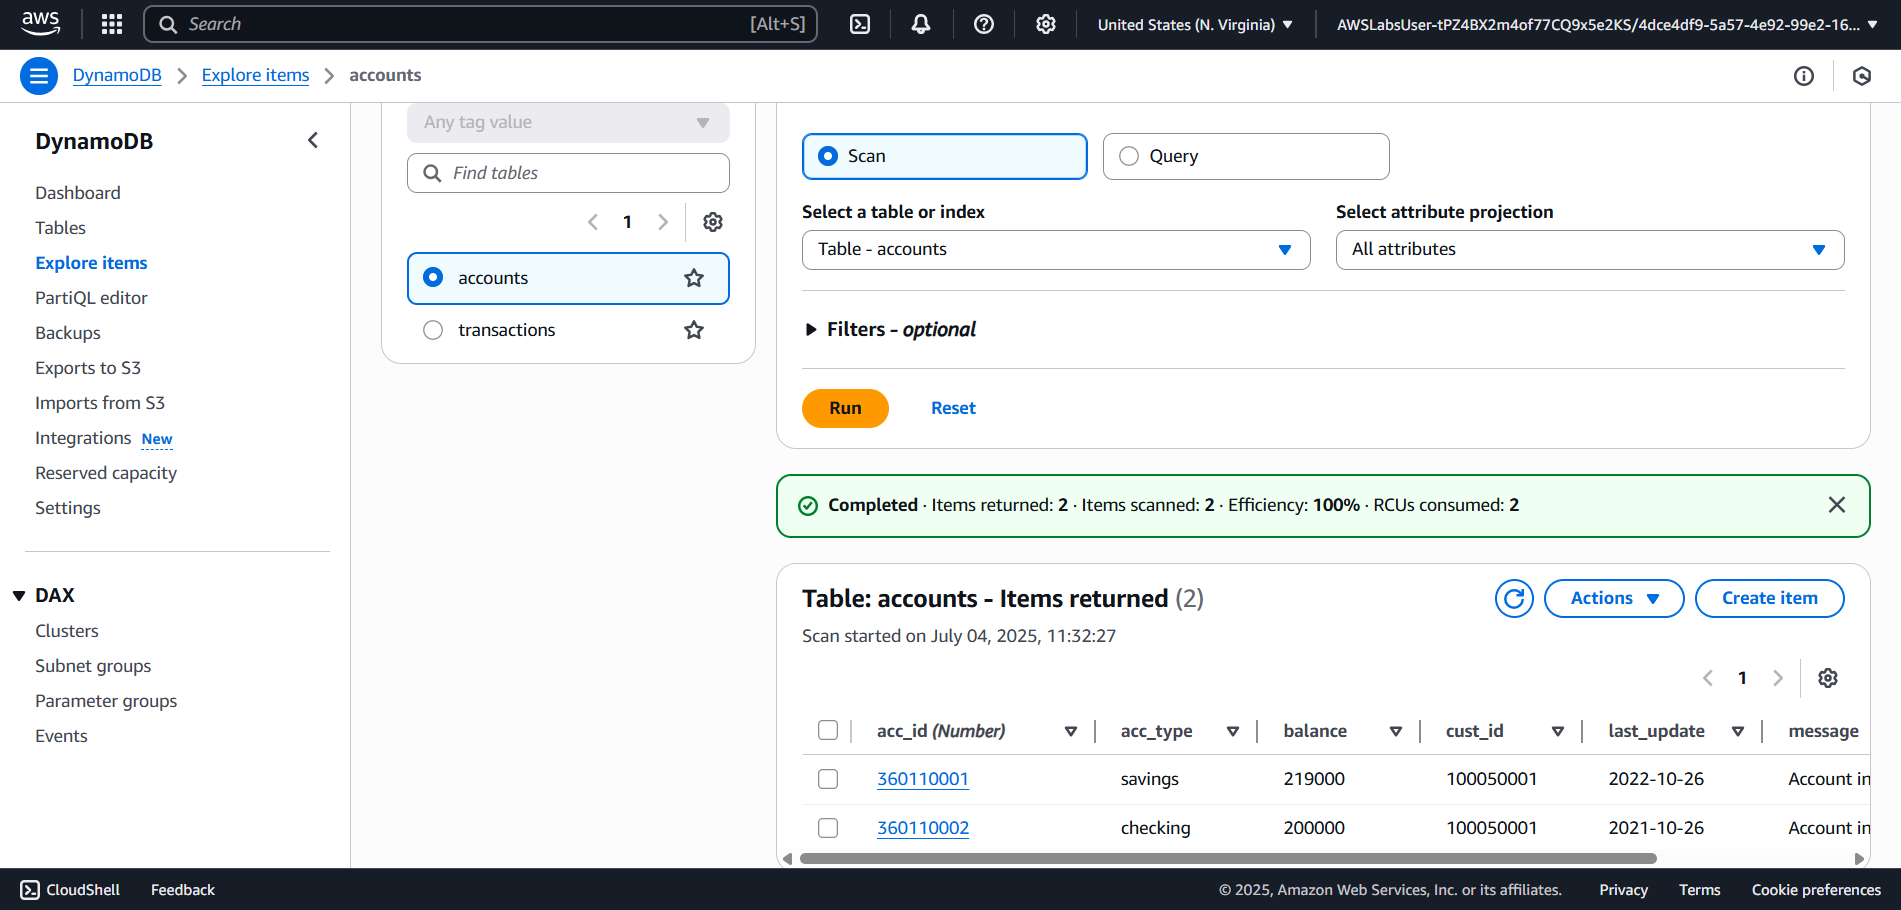 aws
Search [Alt+S]
United States (N. Virginia)
AWSLabsUser-tPZ4BX2m4of77CQ9x5e2KS/4dce4df9-5a57-4e92-99e2-16...
DynamoDB
Explore items
accounts
DynamoDB
Dashboard
Tables
Explore items
PartiQL editor
Backups
Exports to S3
Imports from S3
Integrations New
Reserved capacity
Settings
DAX
Clusters
Subnet groups
Parameter groups
Events
Any tag value
Find tables
1
accounts
transactions
Scan
Query
Select a table or index
Table - accounts
Select attribute projection
All attributes
Filters - optional
Run
Reset
Completed · Items returned: 2 · Items scanned: 2 · Efficiency: 100% · RCUs consumed: 2
Table: accounts - Items returned (2)
Scan started on July 04, 2025, 11:32:27
Actions
Create item
1
acc_id (Number) acc_type balance cust_id last_update message
360110001 savings 219000 100050001 2022-10-26 Account in
360110002 checking 200000 100050001 2021-10-26 Account in
CloudShell
Feedback
© 2025, Amazon Web Services, Inc. or its affiliates.
Privacy
Terms
Cookie preferences